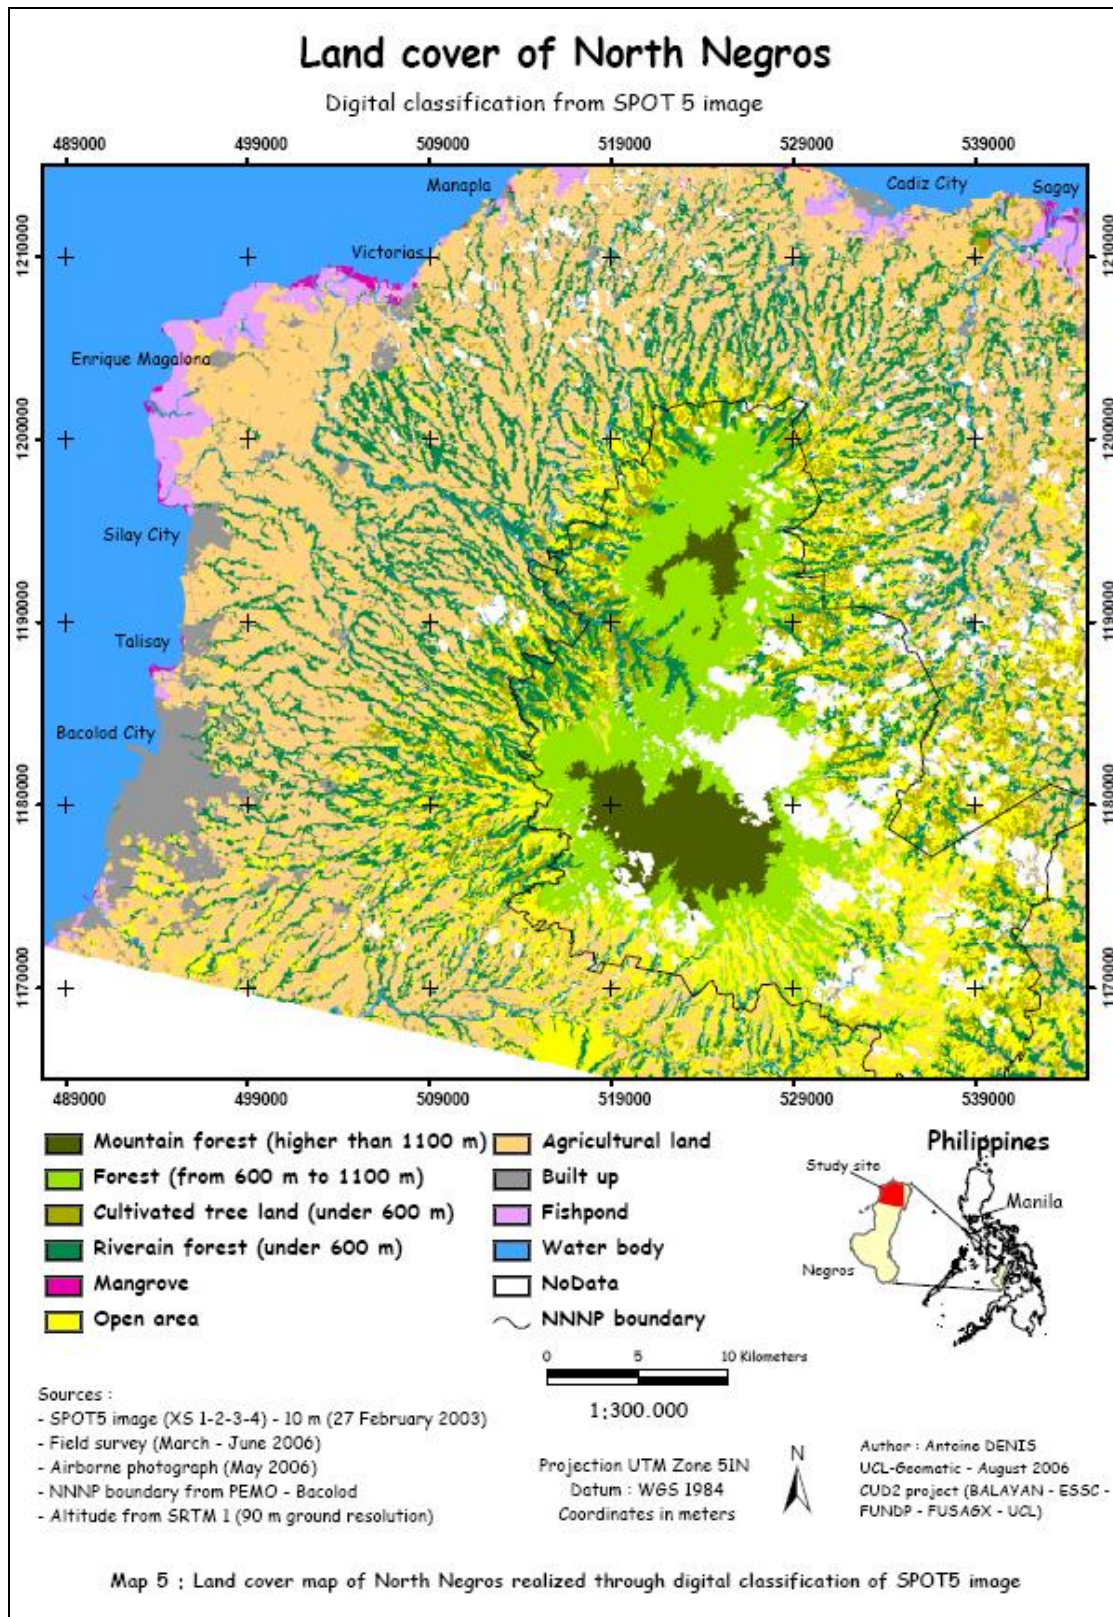 Land cover of North Negros
Digital classification from SPOT 5 image
489000 499000 509000 519000 529000 539000
Manapla
Cadiz City
Sagay
1210000
1210000
Victorias
Enrique Magalona
1200000
1200000
Silay City
1190000
1190000
Talisay
Bacolod City
1180000
1180000
1170000
1170000
489000 499000 509000 519000 529000 539000
Mountain forest (higher than 1100 m)
Forest (from 600 m to 1100 m)
Cultivated tree land (under 600 m)
Riverain forest (under 600 m)
Mangrove
Open area
Agricultural land
Built up
Fishpond
Water body
NoData
NNNP boundary
Philippines
Study site
Manila
Negros
0 5 10 Kilometers
1:300.000
Sources :
- SPOT5 image (XS 1-2-3-4) - 10 m (27 February 2003)
- Field survey (March - June 2006)
- Airborne photograph (May 2006)
- NNNP boundary from PEMO - Bacolod
- Altitude from SRTM 1 (90 m ground resolution)
Projection UTM Zone 51N
Datum : WGS 1984
Coordinates in meters
N
Author : Antoine DENIS
UCL-Geomatic - August 2006
CUD2 project (BALAYAN - ESSC -
FUNDP - FUSAGX - UCL)
Map 5 : Land cover map of North Negros realized through digital classification of SPOT5 image